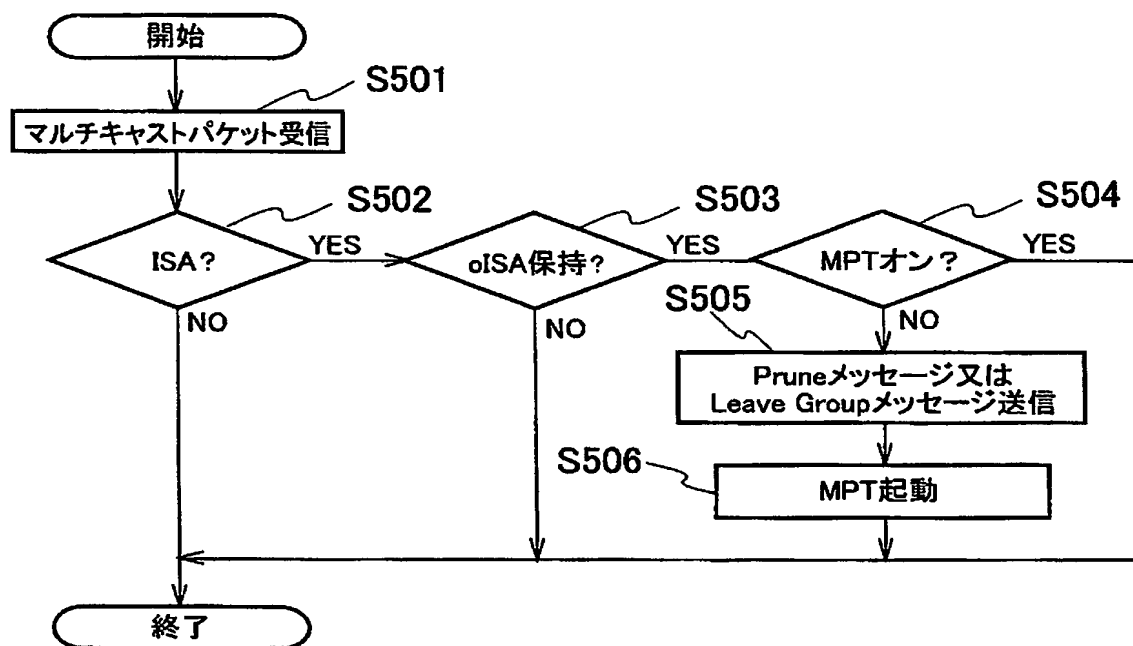 開始
S501
マルチキャストパケット受信
S502
S503
S504
ISA?
YES
oISA保持?
YES
MPTオン?
YES
NO
NO
NO
S505
Pruneメッセージ又は
Leave Groupメッセージ送信
S506
MPT起動
終了